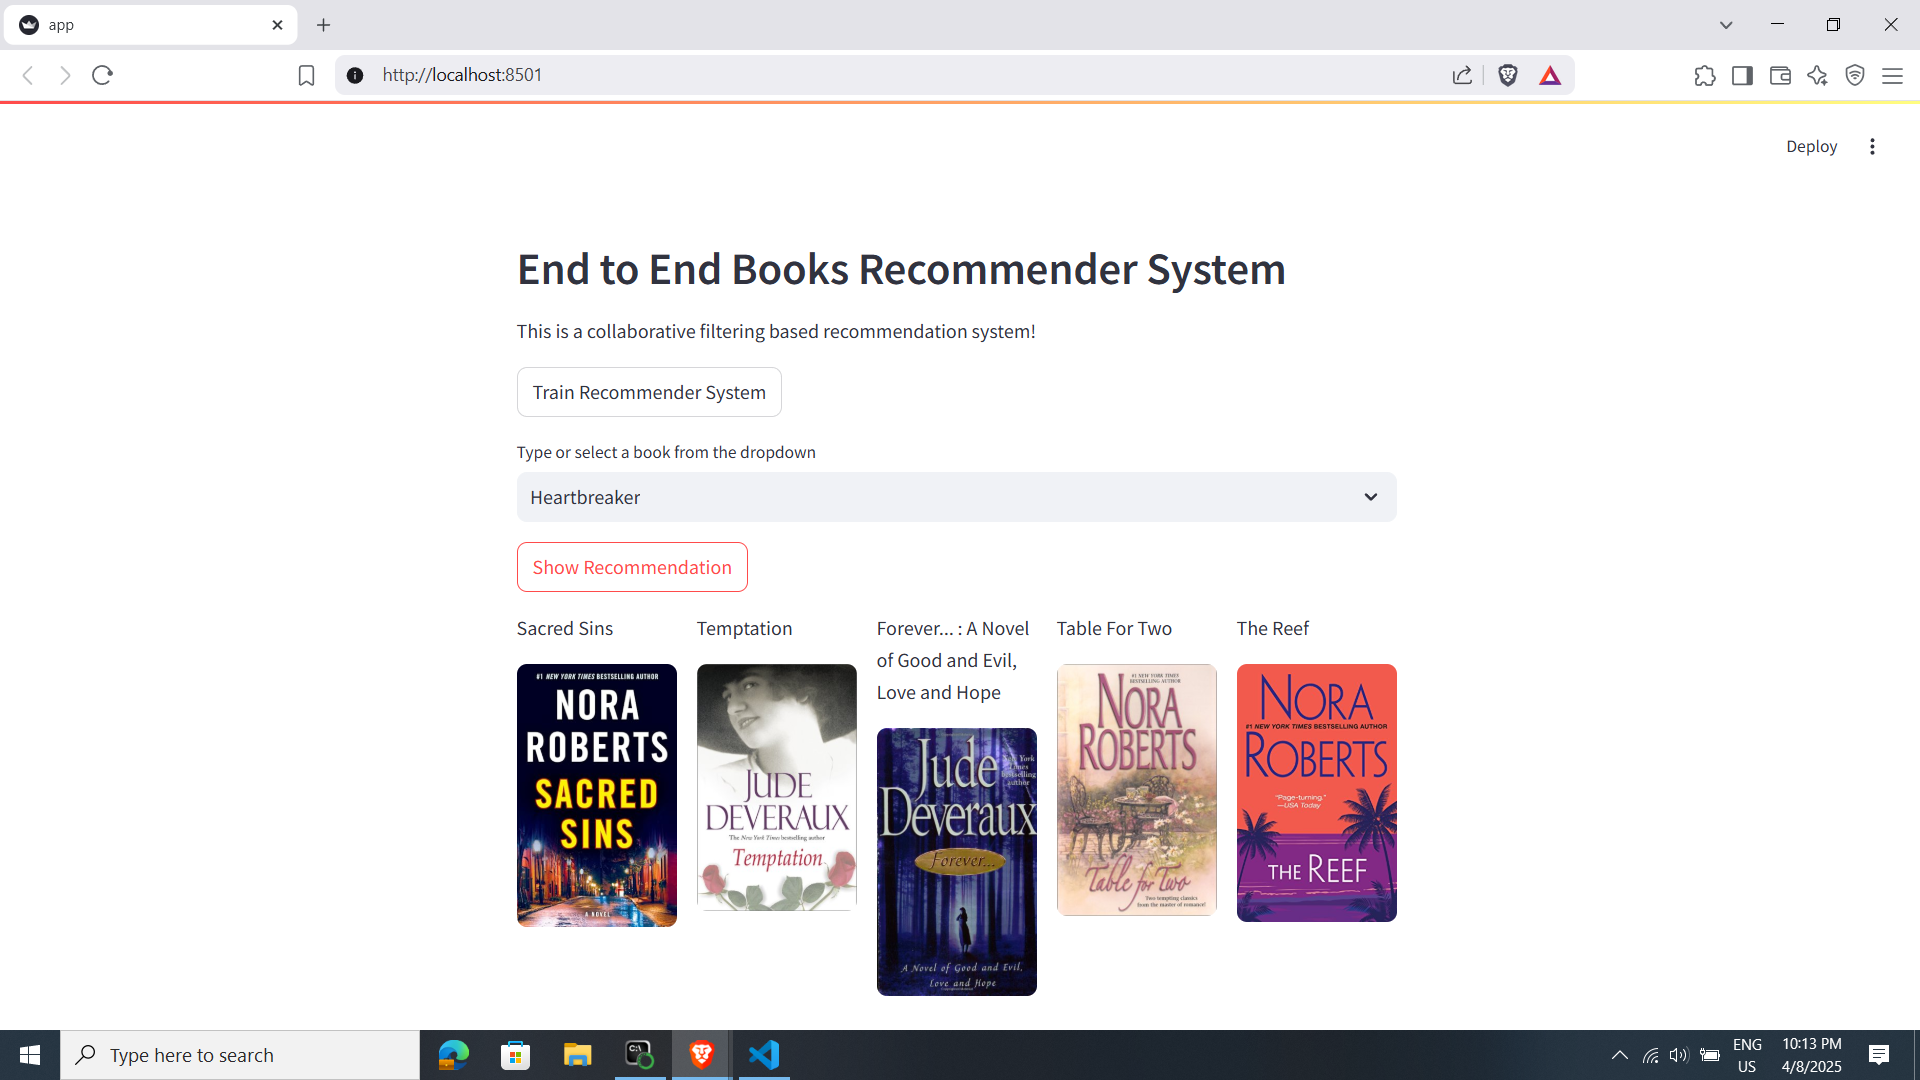 app
http://localhost:8501
Deploy
End to End Books Recommender System
This is a collaborative filtering based recommendation system!
Train Recommender System
Type or select a book from the dropdown
Heartbreaker
Show Recommendation
Sacred Sins
#1 NEW YORK TIMES BESTSELLING AUTHOR
NORA
ROBERTS
SACRED
SINS
A NOVEL
Temptation
JUDE
DEVERAUX
The New York Times bestselling author
Temptation
Forever... : A Novel
of Good and Evil,
Love and Hope
Jude
New York
Times
Bestselling
author
Deveraux
Forever...
A Novel of Good and Evil,
Love and Hope
Table For Two
#1 NEW YORK TIMES
BESTSELLING AUTHOR
NORA
ROBERTS
Table for Two
Two tempting classics
from the master of romance!
The Reef
NORA
#1 NEW YORK TIMES BESTSELLING AUTHOR
ROBERTS
"Page-turning."
—USA Today
THE REEF
Type here to search
C:\
ENG
US
10:13 PM
4/8/2025